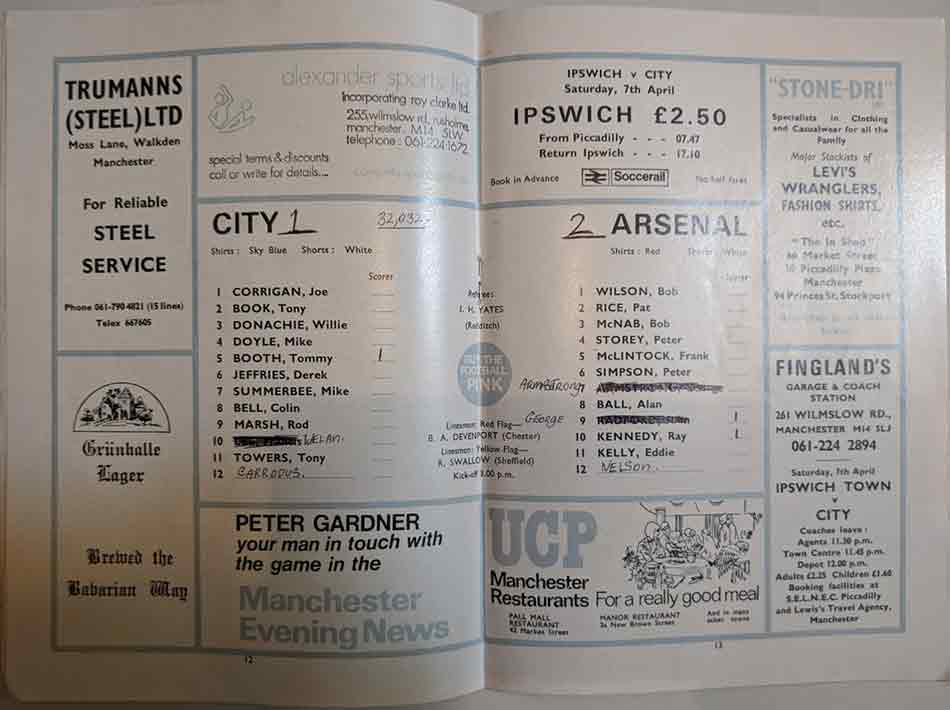 TRUMANNS
(STEEL) LTD
Moss Lane, Walkden
Manchester
For Reliable
STEEL
SERVICE
Phone 061-790 4821 (15 lines)
Telex 667605
Grünhalle
Lager
Brewed the
Babarian Way
alexander sports ltd.
Incorporating roy clarke ltd.
255, wilmslow rd, rusholme,
manchester. M14 5LW.
telephone : 061-224-1672
special terms & discounts
call or write for details....
IPSWICH v CITY
Saturday, 7th April
IPSWICH £2.50
From Piccadilly - - - 07.47
Return Ipswich - - - 17.10
Book in Advance
Soccerail
No half fares
CITY 1
32,032
Shirts : Sky Blue Shorts : White
Scorer
1 CORRIGAN, Joe
2 BOOK, Tony
3 DONACHIE, Willie
4 DOYLE, Mike
5 BOOTH, Tommy 1
6 JEFFRIES, Derek
7 SUMMERBEE, Mike
8 BELL, Colin
9 MARSH, Rod
10
11 TOWERS, Tony
12 CARRODUS.
Referee:
YATES
(Redditch)
BUY THE
FOOTBALL
PINK
Linesmen: Red Flag—
B. A. DEVENPORT (Chester)
Linesmen: Yellow Flag—
R. SWALLOW (Sheffield)
Kick-off 3.00 p.m.
2 ARSENAL
Shirts : Red Shorts : White
Scorer
1 WILSON, Bob
2 RICE, Pat
3 McNAB, Bob
4 STOREY, Peter
5 McLINTOCK, Frank
6 SIMPSON, Peter
ARMSTRONG 7
8 BALL, Alan
GEORGE 9 1
10 KENNEDY, Ray 1
11 KELLY, Eddie
12 NELSON.
PETER GARDNER
your man in touch with
the game in the
Manchester
Evening News
UCP
Manchester
Restaurants For a really good meal
PALL MALL
RESTAURANT
42 Market Street
MANOR RESTAURANT
3a New Brown Street
And in many
other towns
"STONE-DRI"
Specialists in Clothing
and Casualwear for all the
Family
Major Stockists of
LEVI'S
WRANGLERS,
FASHION SHIRTS,
etc.
"The In Shop"
Market Street
Piccadilly Plaza
Manchester
94 Princes St, Stockport
FINGLAND'S
GARAGE & COACH
STATION
261 WILMSLOW RD.,
MANCHESTER M14 5LJ
061-224 2894
Saturday, 7th April
IPSWICH TOWN
v
CITY
Coaches leave :
Agents 11.30 p.m.
Town Centre 11.45 p.m.
Depot 12.00 p.m.
Adults £2.25 Children £1.60
Booking facilities at
S.E.L.N.E.C. Piccadilly
and Lewis's Travel Agency,
Manchester
12
13